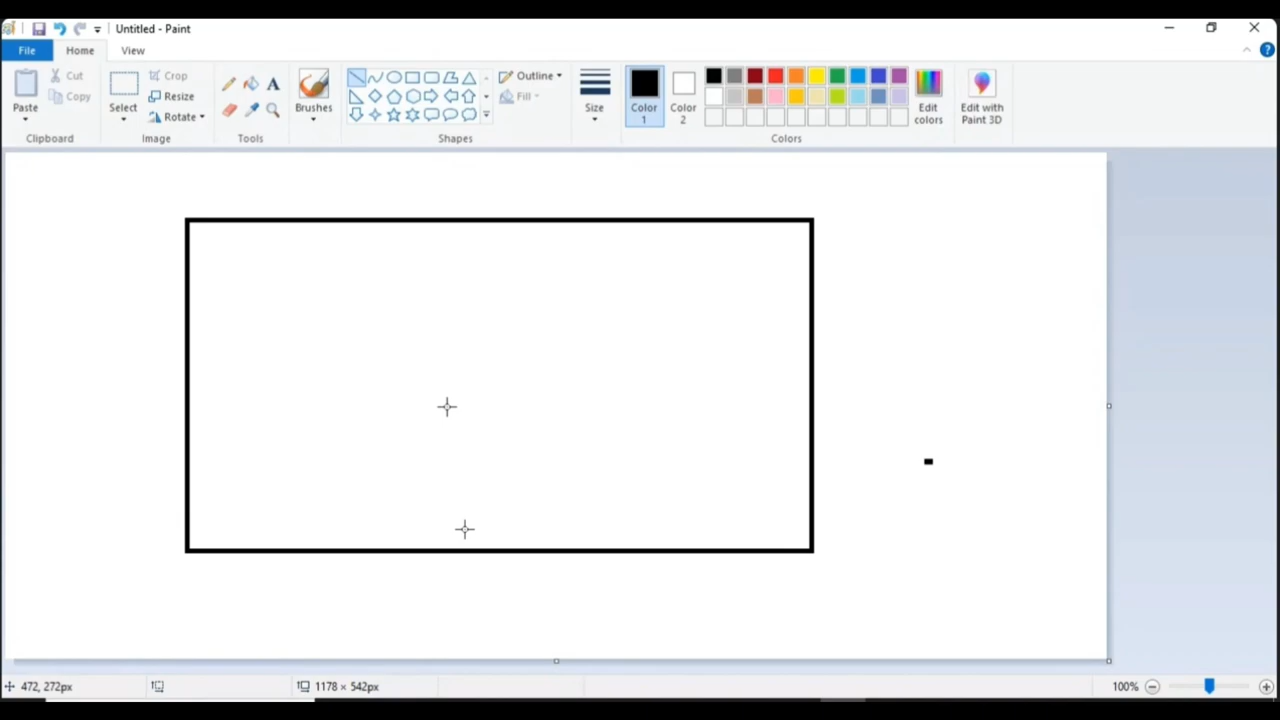 Untitled - Paint
File Home View
Paste Cut Copy
Clipboard
Select Crop Resize Rotate
Image
Tools
Brushes
Outline Fill
Shapes
Size
Color 1
Color 2
Edit colors
Colors
Edit with Paint 3D
472, 272px
1178 × 542px
100%